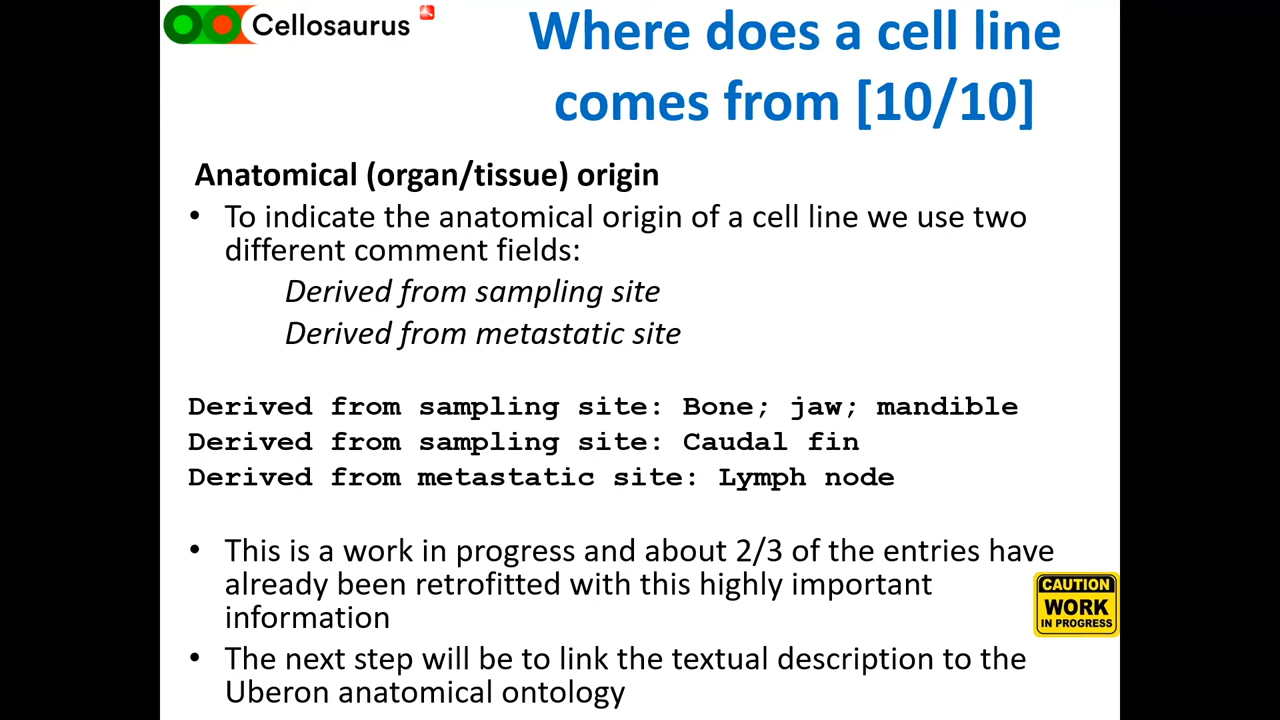 Cellosaurus
Where does a cell line
comes from [10/10]
Anatomical (organ/tissue) origin
• To indicate the anatomical origin of a cell line we use two
different comment fields:
Derived from sampling site
Derived from metastatic site
Derived from sampling site: Bone; jaw; mandible
Derived from sampling site: Caudal fin
Derived from metastatic site: Lymph node
• This is a work in progress and about 2/3 of the entries have
already been retrofitted with this highly important
information
CAUTION
WORK
IN PROGRESS
• The next step will be to link the textual description to the
Uberon anatomical ontology